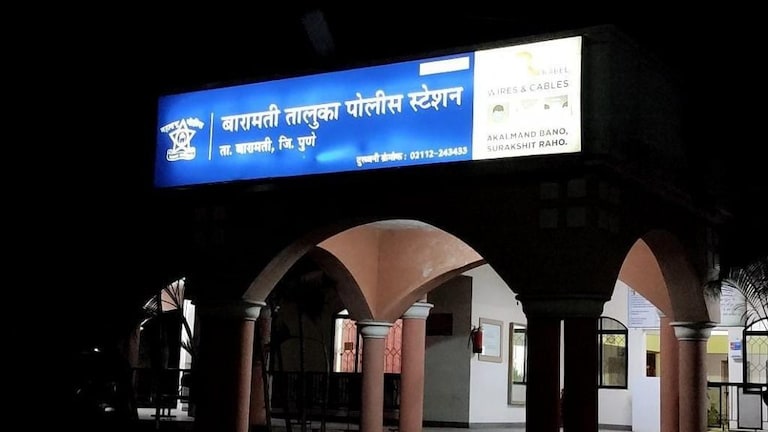 बारामती तालुका पोलीस स्टेशन
ता. बारामती, जि. पुणे
दुरध्वनी क्रमांक : 02112-243433
WIRES & CABLES
AKALMAND BANO,
SURAKSHIT RAHO.